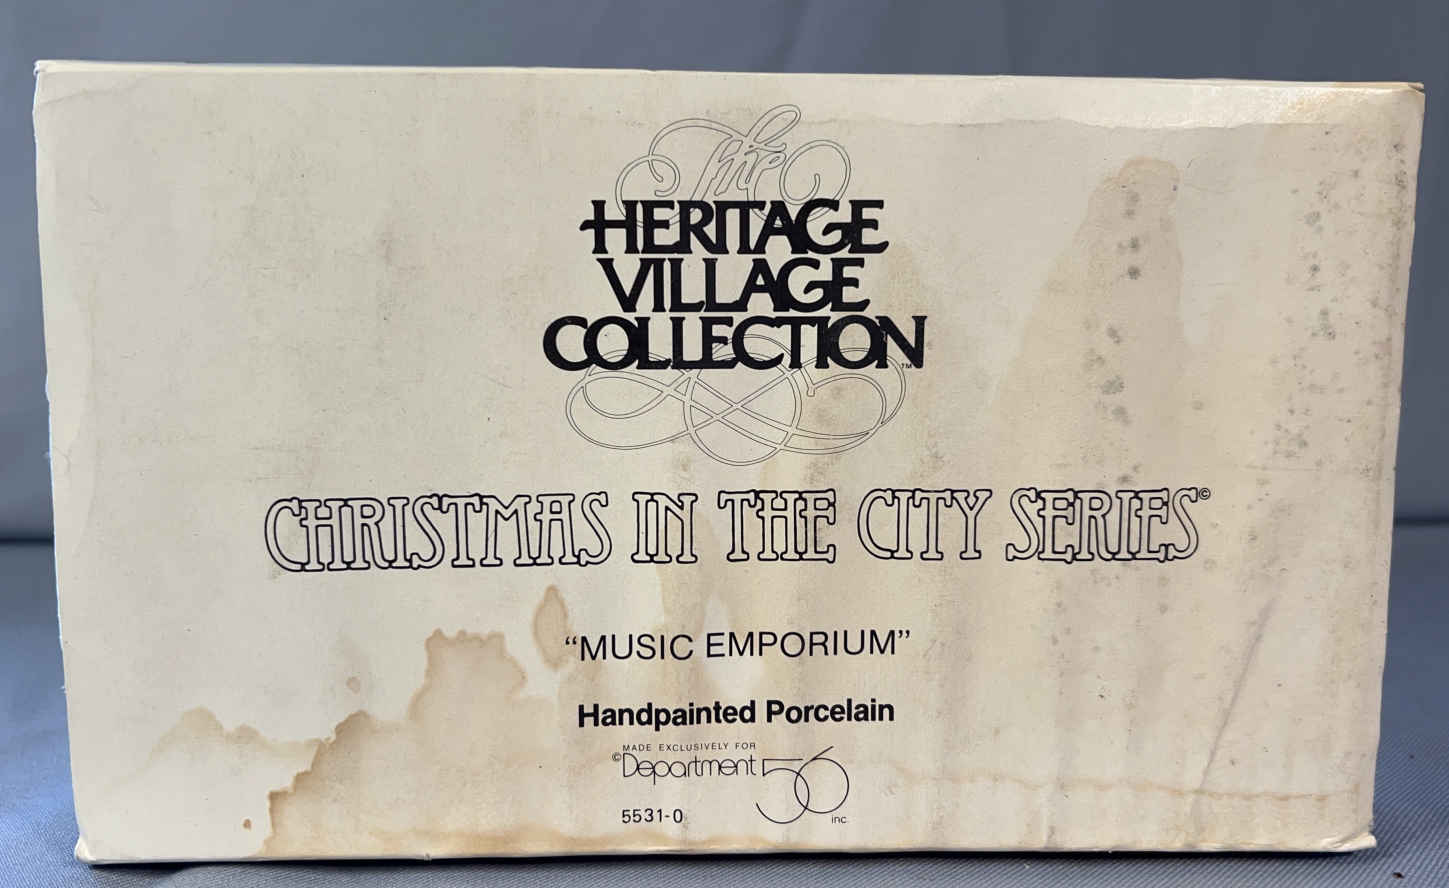 The
HERITAGE
VILLAGE
COLLECTION™
CHRISTMAS IN THE CITY SERIES©
“MUSIC EMPORIUM”
Handpainted Porcelain
MADE EXCLUSIVELY FOR
©Department 56 inc.
5531-0